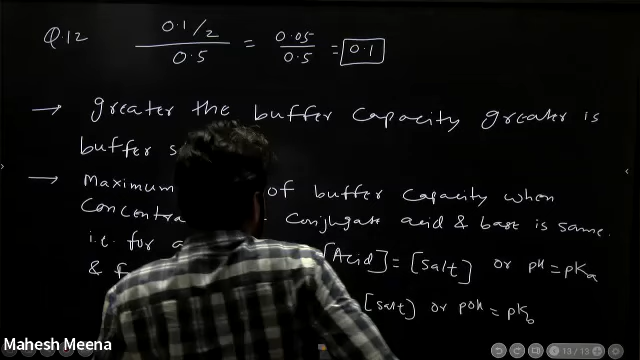 Q.12 0.1/2 / 0.5 = 0.05 / 0.5 = 0.1
→ greater the buffer capacity greater is
buffer
→ Maximum of buffer capacity when
conjugate acid & base is same.
i.e. for
[Acid] = [Salt] or pH = pKa
&
[salt] or pOH = pKb
Mahesh Meena
13 / 13